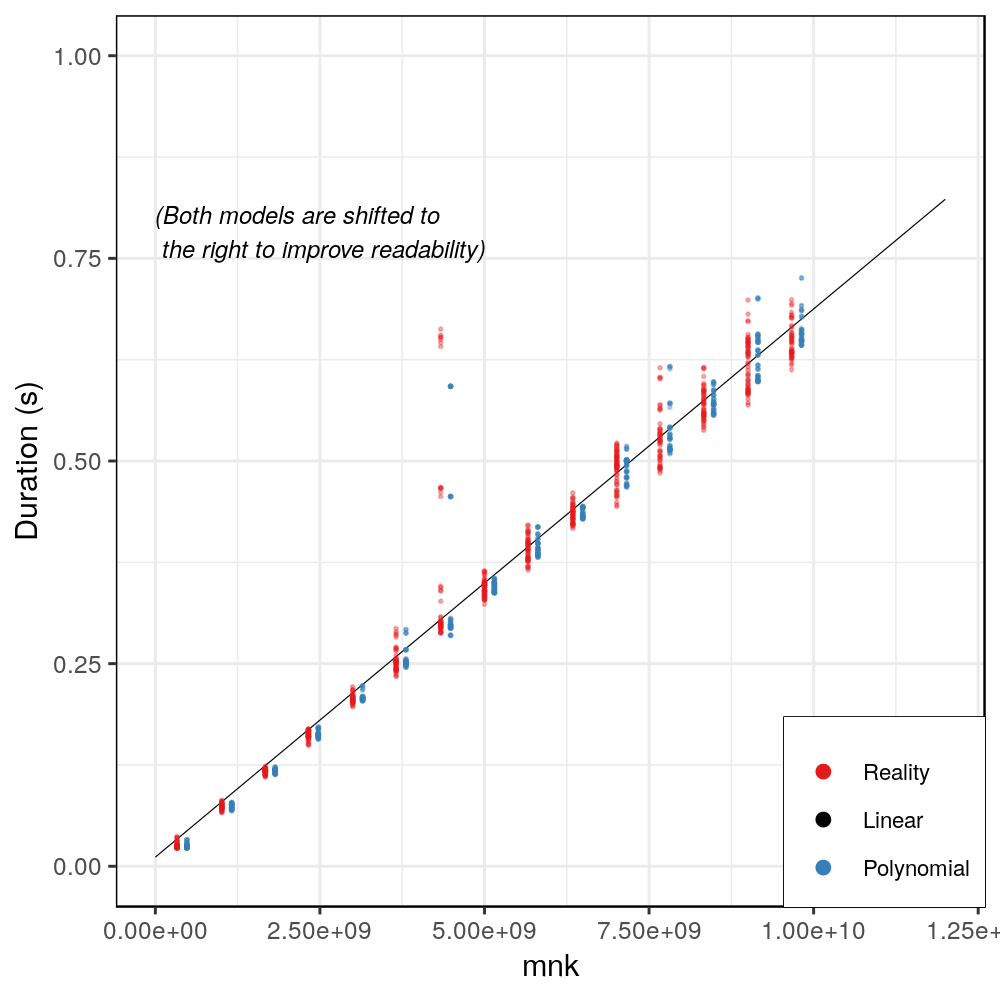 1.00
(Both models are shifted to
the right to improve readability)
0.75
Duration (s)
0.50
0.25
0.00
Reality
Linear
Polynomial
0.00e+00 2.50e+09 5.00e+09 7.50e+09 1.00e+10 1.25e+
mnk